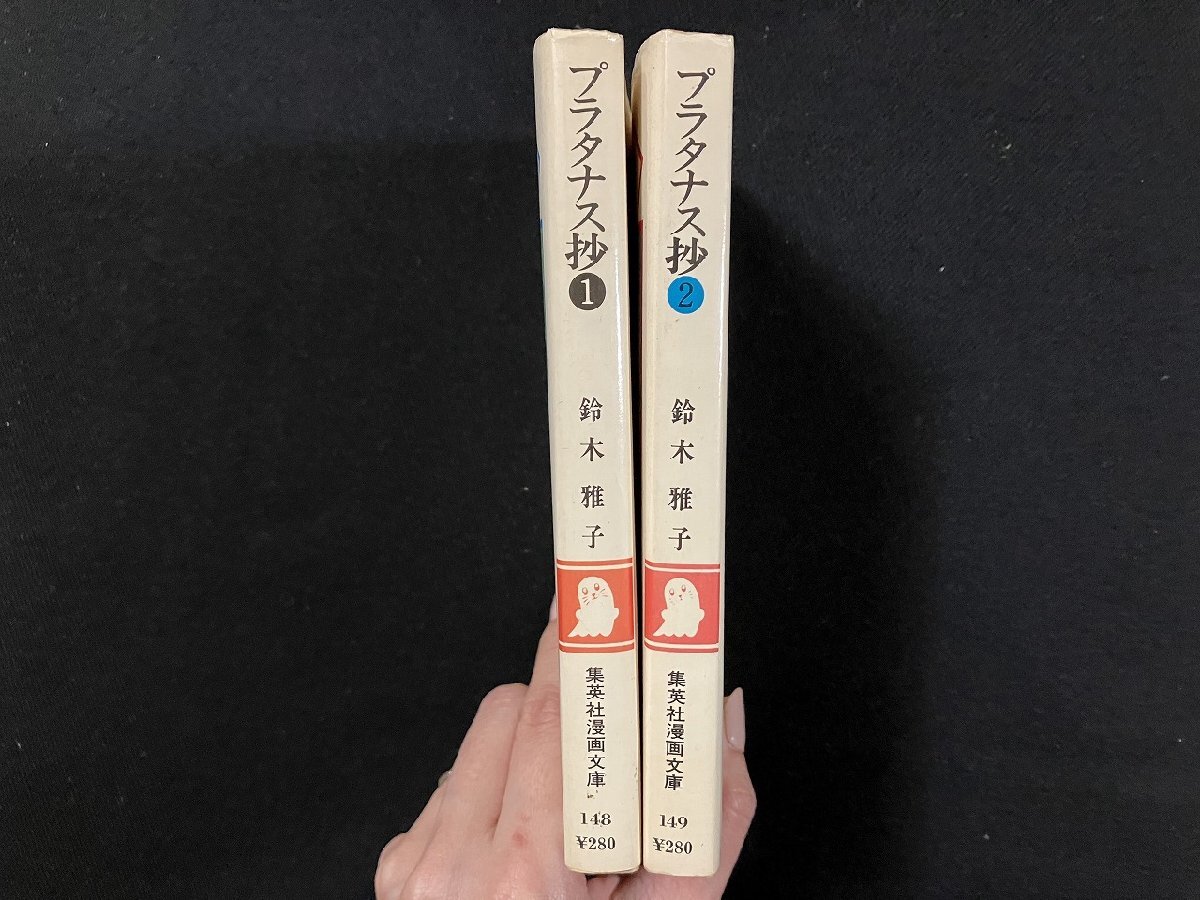 プラタナス抄1
鈴木雅子
集英社漫画文庫
148
¥280
プラタナス抄2
鈴木雅子
集英社漫画文庫
149
¥280